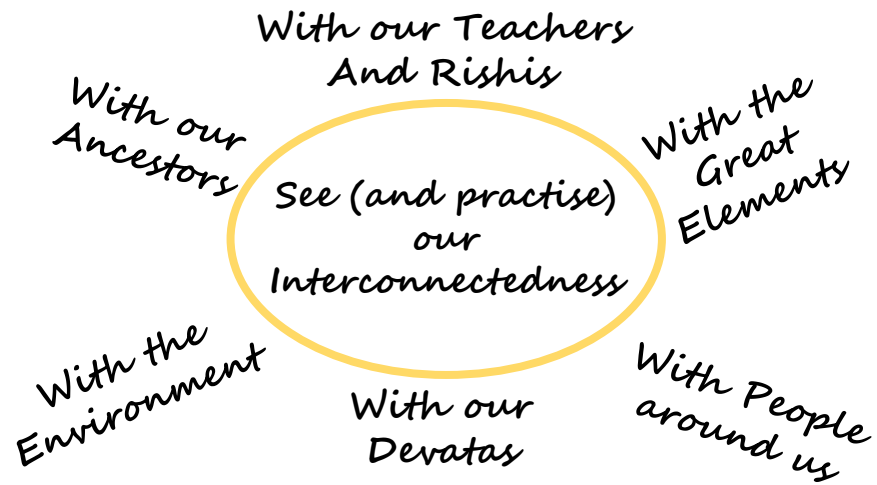 With our Teachers
And Rishis
With our
Ancestors
With the
Great
Elements
See (and practise)
our
Interconnectedness
With the
Environment
With our
Devatas
With People
around us